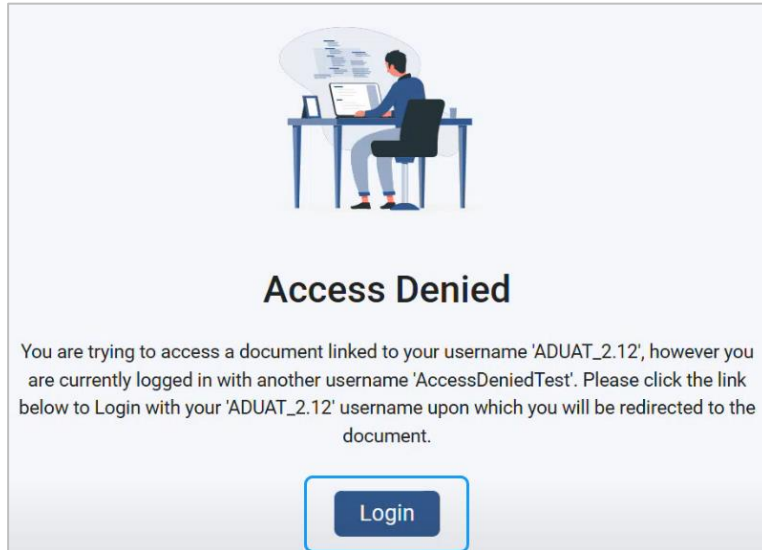 Access Denied
You are trying to access a document linked to your username 'ADUAT_2.12', however you
are currently logged in with another username 'AccessDeniedTest'. Please click the link
below to Login with your 'ADUAT_2.12' username upon which you will be redirected to the
document.
Login